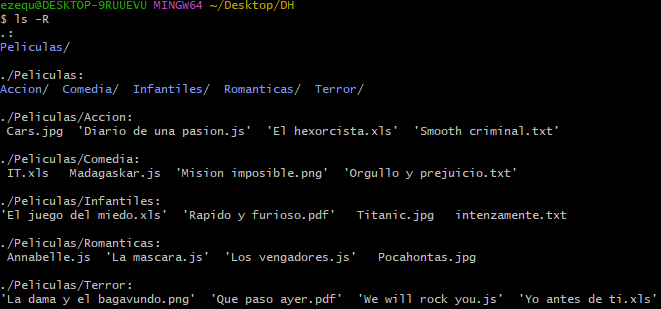 ezequ@DESKTOP-9RUUEVU MINGW64 ~/Desktop/DH
$ ls -R
.:
Peliculas/
./Peliculas:
Accion/  Comedia/  Infantiles/  Romanticas/  Terror/
./Peliculas/Accion:
Cars.jpg  'Diario de una pasion.js'  'El hexorcista.xls'  'Smooth criminal.txt'
./Peliculas/Comedia:
IT.xls  Madagaskar.js  'Mision imposible.png'  'Orgullo y prejuicio.txt'
./Peliculas/Infantiles:
'El juego del miedo.xls'  'Rapido y furioso.pdf'  Titanic.jpg  intenzamente.txt
./Peliculas/Romanticas:
Annabelle.js  'La mascara.js'  'Los vengadores.js'  Pocahontas.jpg
./Peliculas/Terror:
'La dama y el bagavundo.png'  'Que paso ayer.pdf'  'We will rock you.js'  'Yo antes de ti.xls'